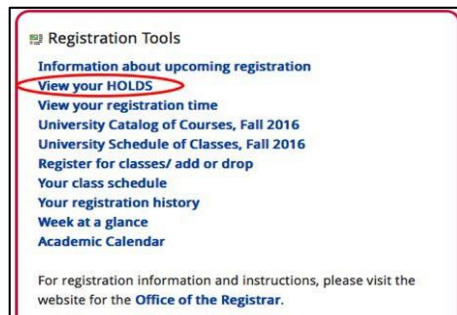 Registration Tools
Information about upcoming registration
View your HOLDS
View your registration time
University Catalog of Courses, Fall 2016
University Schedule of Classes, Fall 2016
Register for classes/ add or drop
Your class schedule
Your registration history
Week at a glance
Academic Calendar
For registration information and instructions, please visit the
website for the Office of the Registrar.